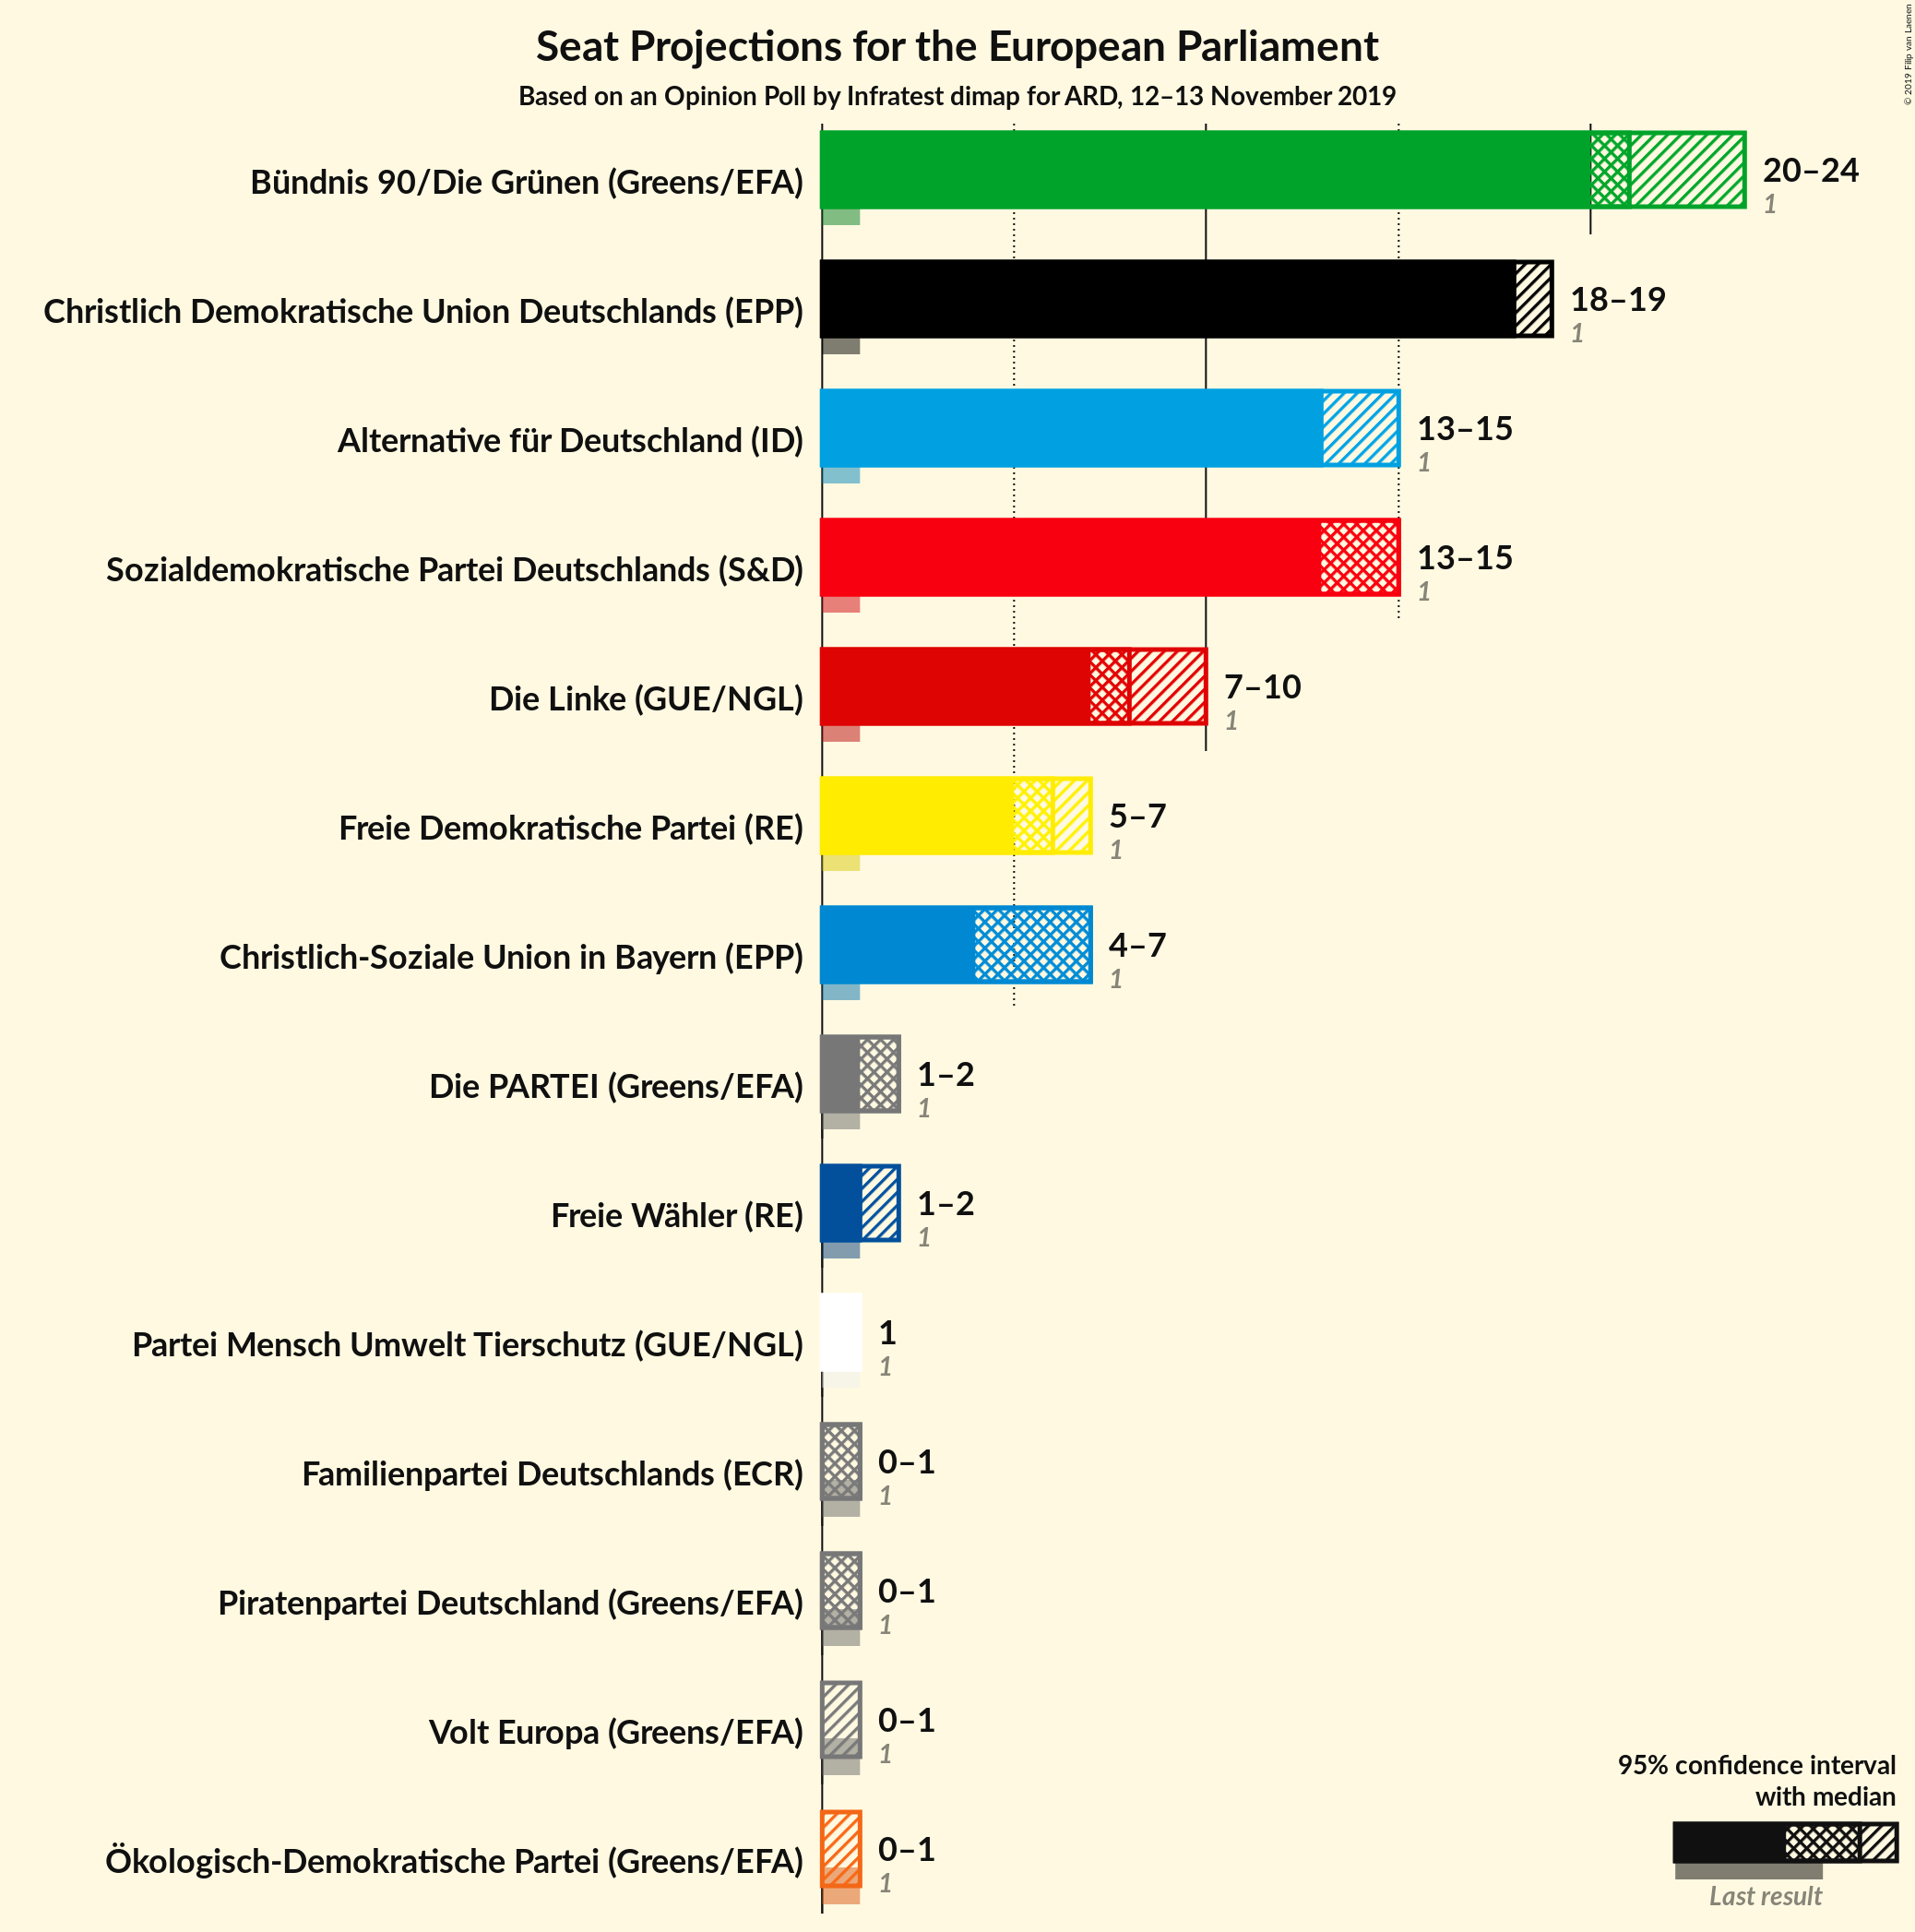 Seat Projections for the European Parliament
Based on an Opinion Poll by Infratest dimap for ARD, 12–13 November 2019
© 2019 Filip van Laenen
Bündnis 90/Die Grünen (Greens/EFA)
20–24
1
Christlich Demokratische Union Deutschlands (EPP)
18–19
1
Alternative für Deutschland (ID)
13–15
1
Sozialdemokratische Partei Deutschlands (S&D)
13–15
1
Die Linke (GUE/NGL)
7–10
1
Freie Demokratische Partei (RE)
5–7
1
Christlich-Soziale Union in Bayern (EPP)
4–7
1
Die PARTEI (Greens/EFA)
1–2
1
Freie Wähler (RE)
1–2
1
Partei Mensch Umwelt Tierschutz (GUE/NGL)
1
1
Familienpartei Deutschlands (ECR)
0–1
1
Piratenpartei Deutschland (Greens/EFA)
0–1
1
Volt Europa (Greens/EFA)
0–1
1
Ökologisch-Demokratische Partei (Greens/EFA)
0–1
1
95% confidence interval
with median
Last result